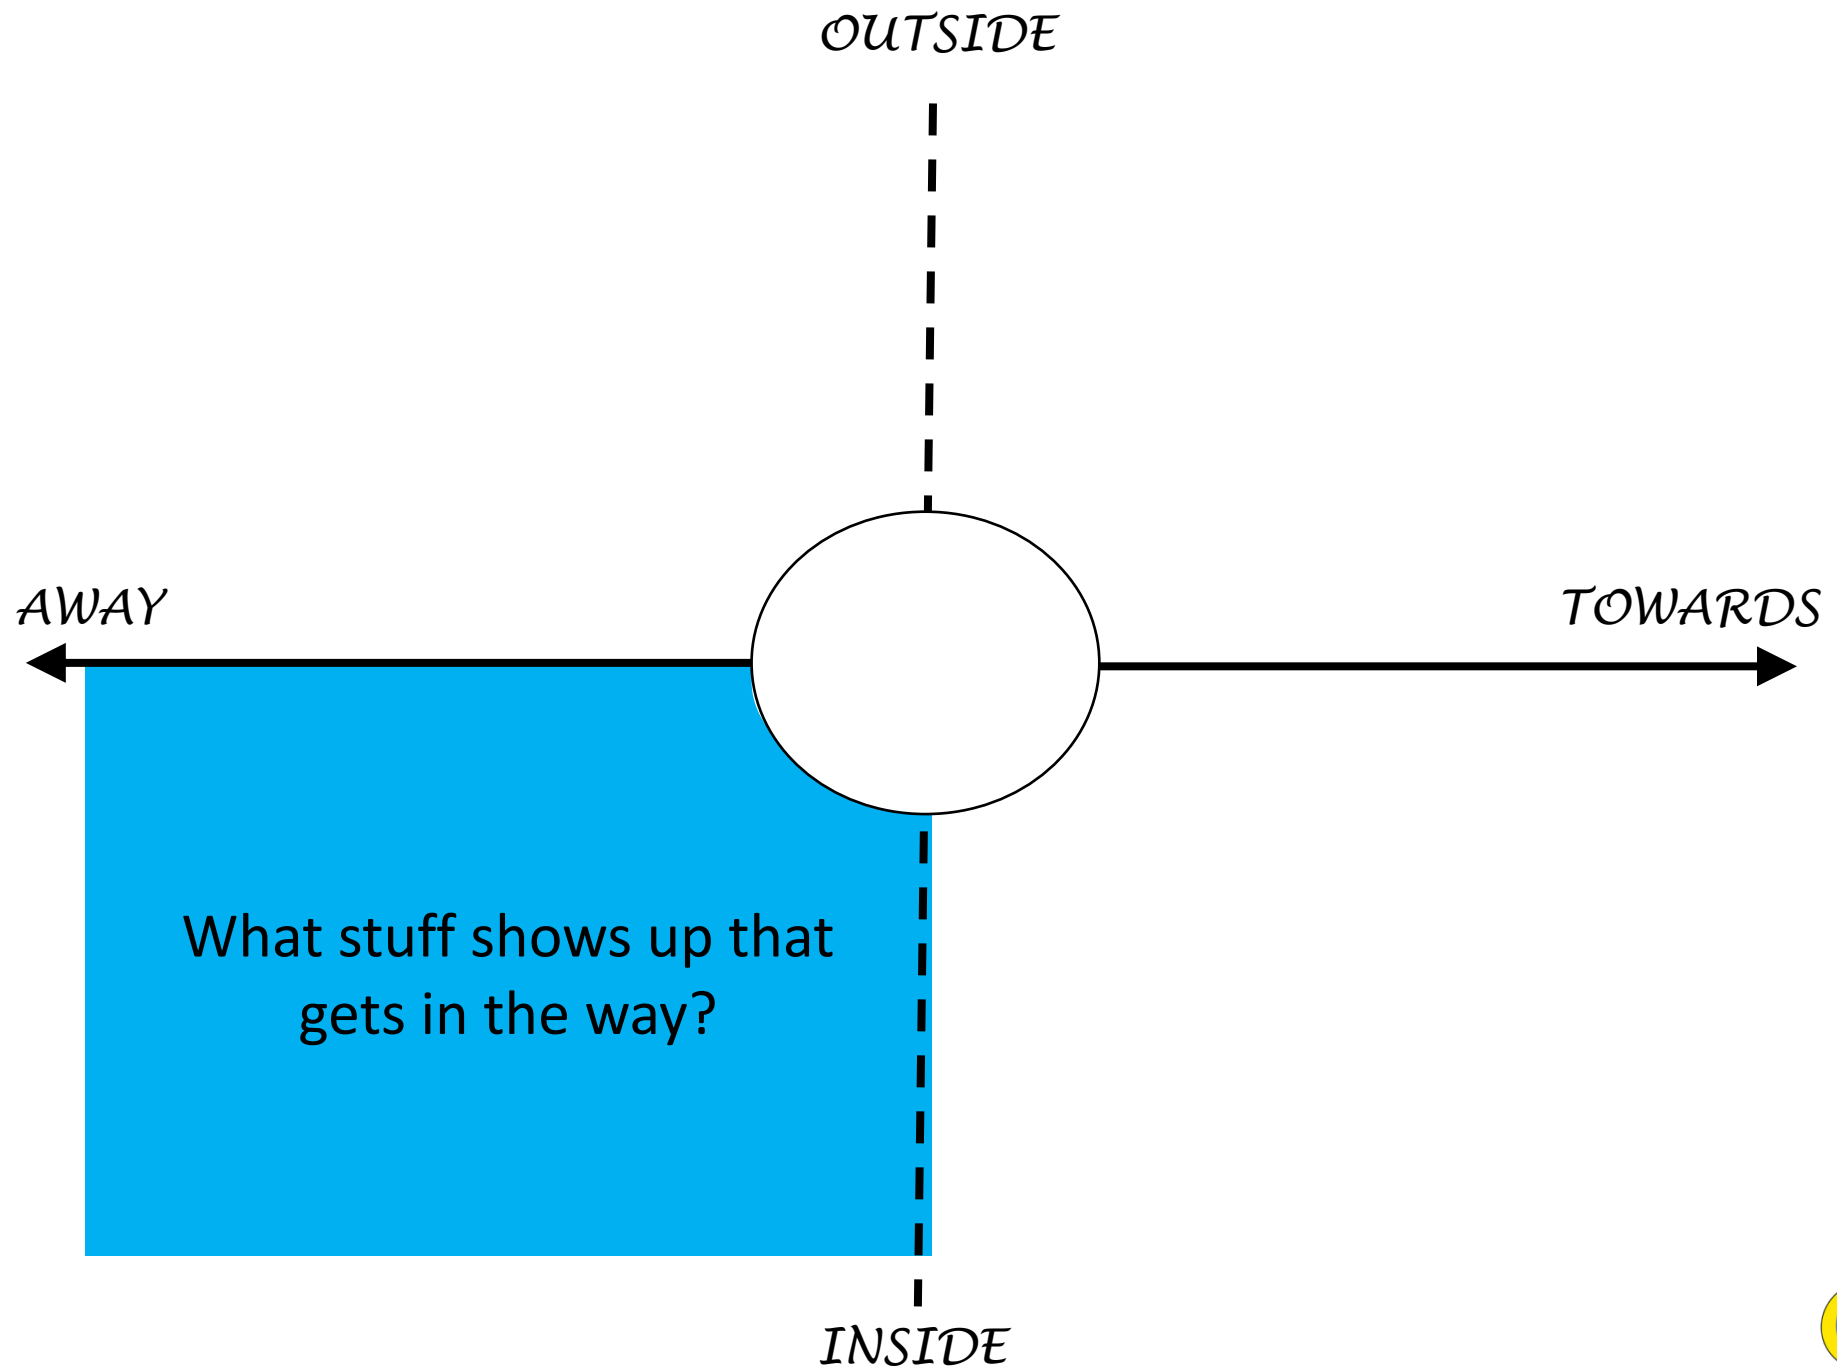 OUTSIDE
AWAY
TOWARDS
What stuff shows up that
gets in the way?
INSIDE